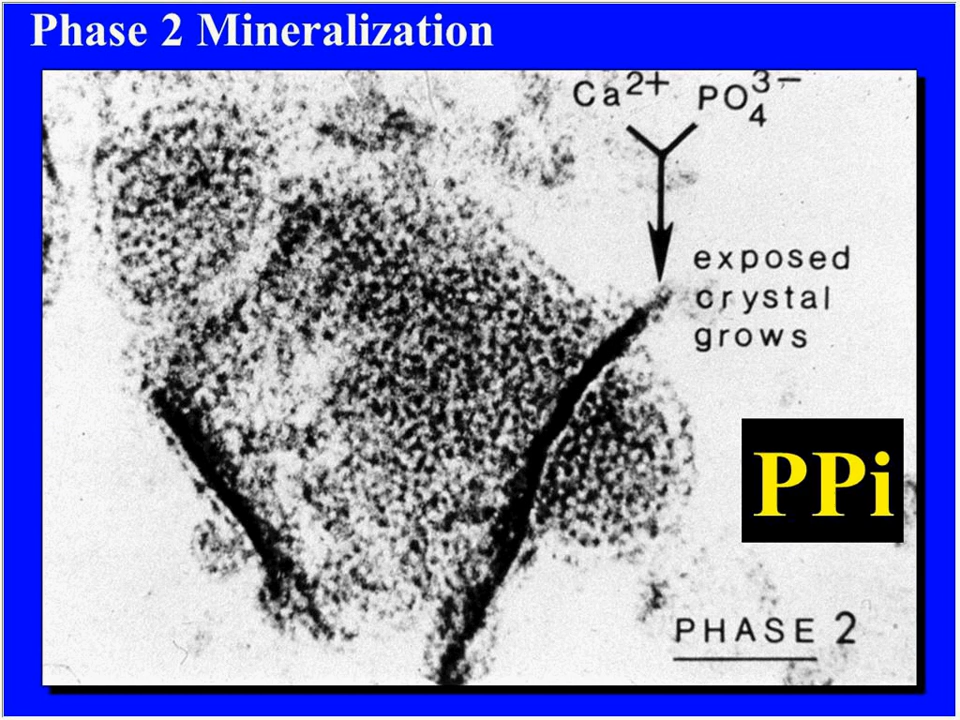 Phase 2 Mineralization
Ca2+ PO43−
exposed
crystal
grows
PPi
PHASE 2